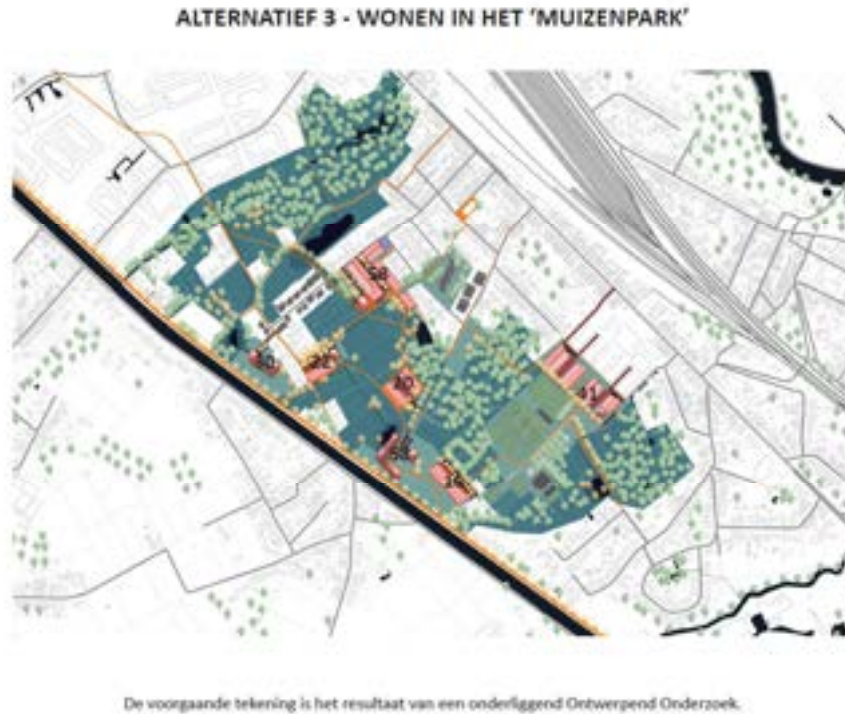 ALTERNATIEF 3 - WONEN IN HET 'MUIZENPARK'
De voorgaande tekening is het resultaat van een onderliggend Ontwerpend Onderzoek.